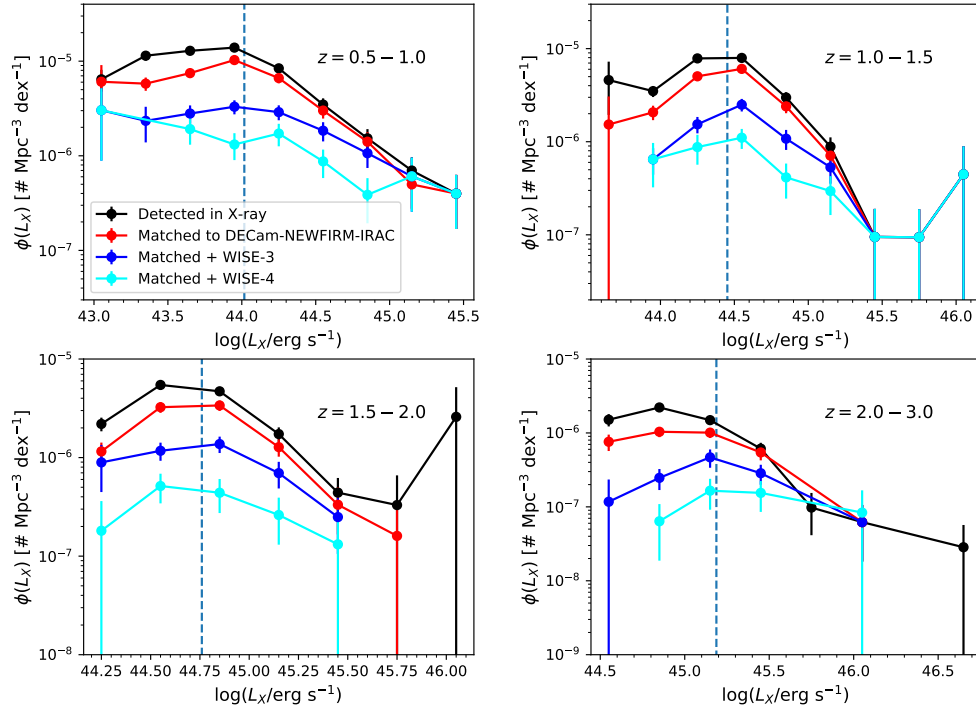 10⁻⁵
10⁻⁶
10⁻⁷
ϕ(L_X) [# Mpc⁻³ dex⁻¹]
z = 0.5 − 1.0
Detected in X-ray
Matched to DECam-NEWFIRM-IRAC
Matched + WISE-3
Matched + WISE-4
43.0 43.5 44.0 44.5 45.0 45.5
log(L_X/erg s⁻¹)
10⁻⁵
10⁻⁶
10⁻⁷
ϕ(L_X) [# Mpc⁻³ dex⁻¹]
z = 1.0 − 1.5
44.0 44.5 45.0 45.5 46.0
log(L_X/erg s⁻¹)
10⁻⁵
10⁻⁶
10⁻⁷
10⁻⁸
ϕ(L_X) [# Mpc⁻³ dex⁻¹]
z = 1.5 − 2.0
44.25 44.50 44.75 45.00 45.25 45.50 45.75 46.00
log(L_X/erg s⁻¹)
10⁻⁵
10⁻⁶
10⁻⁷
10⁻⁸
10⁻⁹
ϕ(L_X) [# Mpc⁻³ dex⁻¹]
z = 2.0 − 3.0
44.5 45.0 45.5 46.0 46.5
log(L_X/erg s⁻¹)